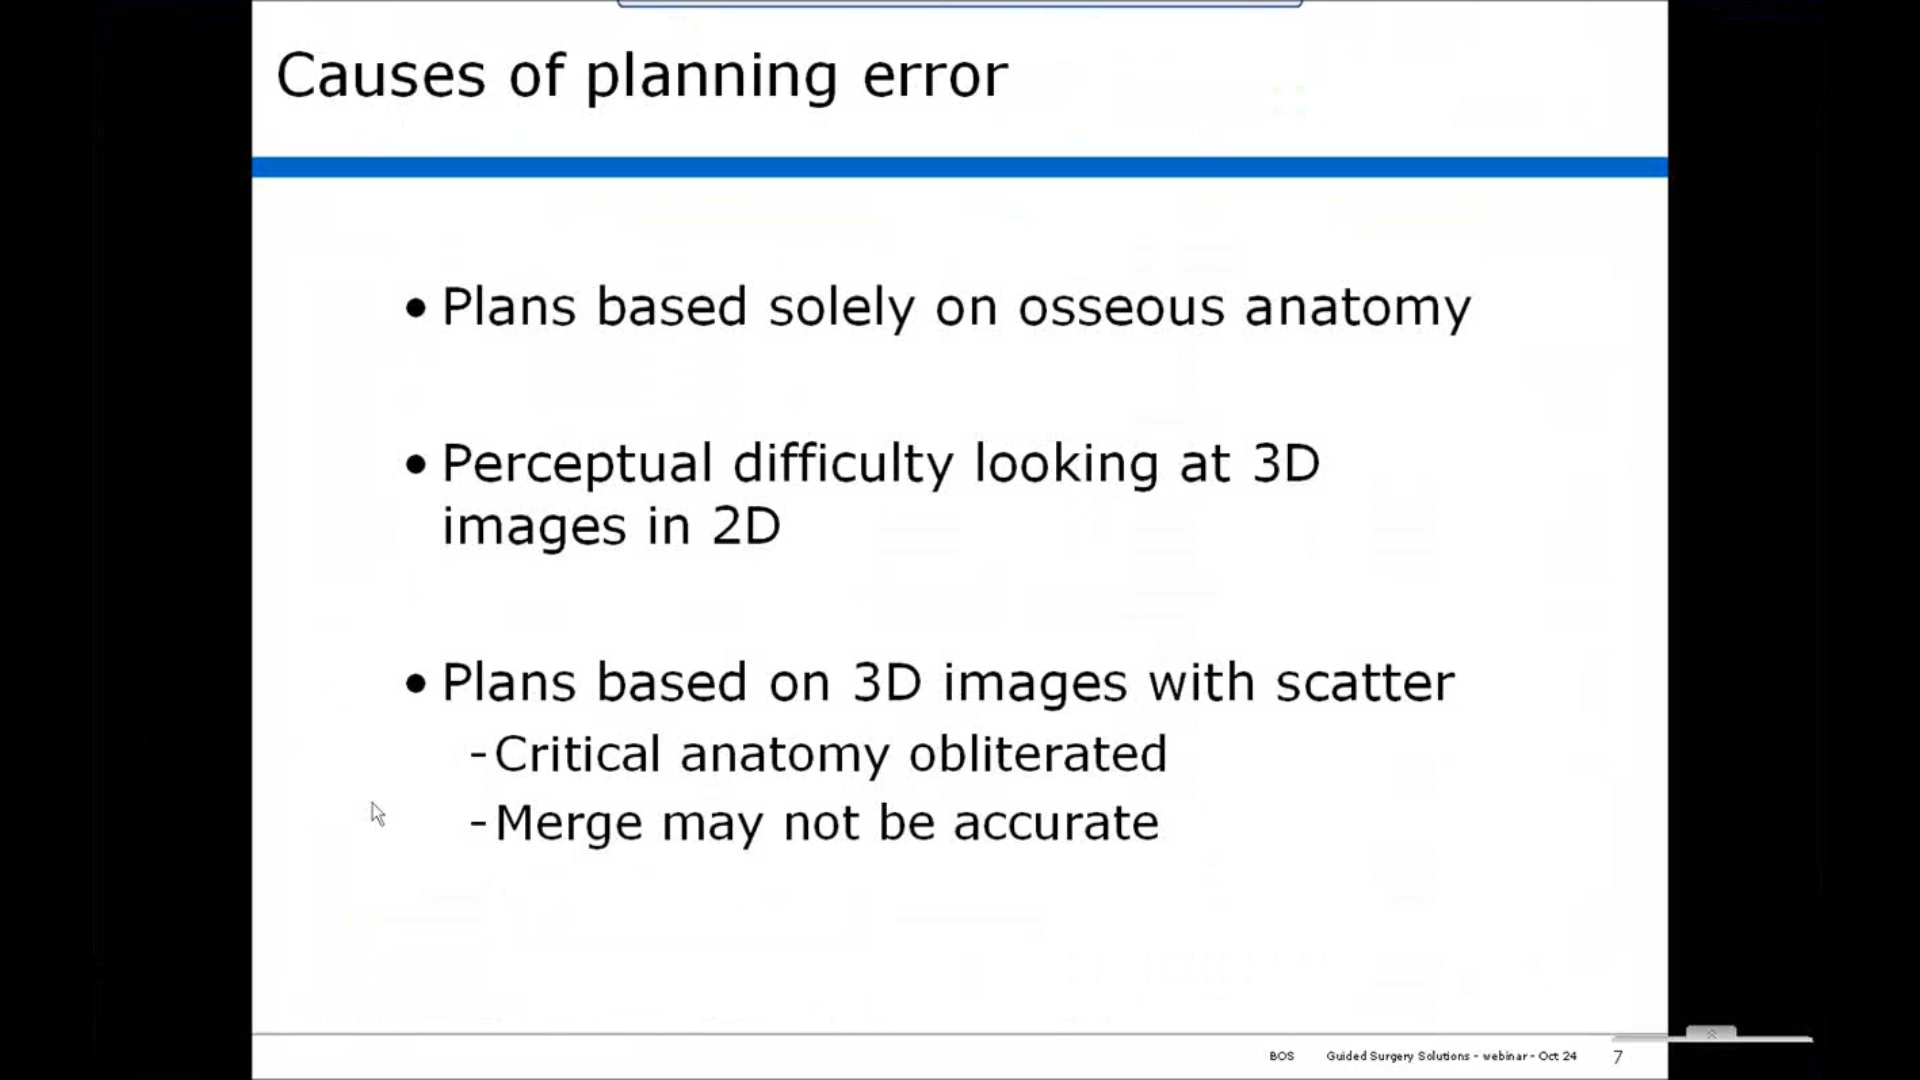 Causes of planning error
• Plans based solely on osseous anatomy
• Perceptual difficulty looking at 3D
images in 2D
• Plans based on 3D images with scatter
-Critical anatomy obliterated
-Merge may not be accurate
BOS Guided Surgery Solutions - webinar - Oct 24 7